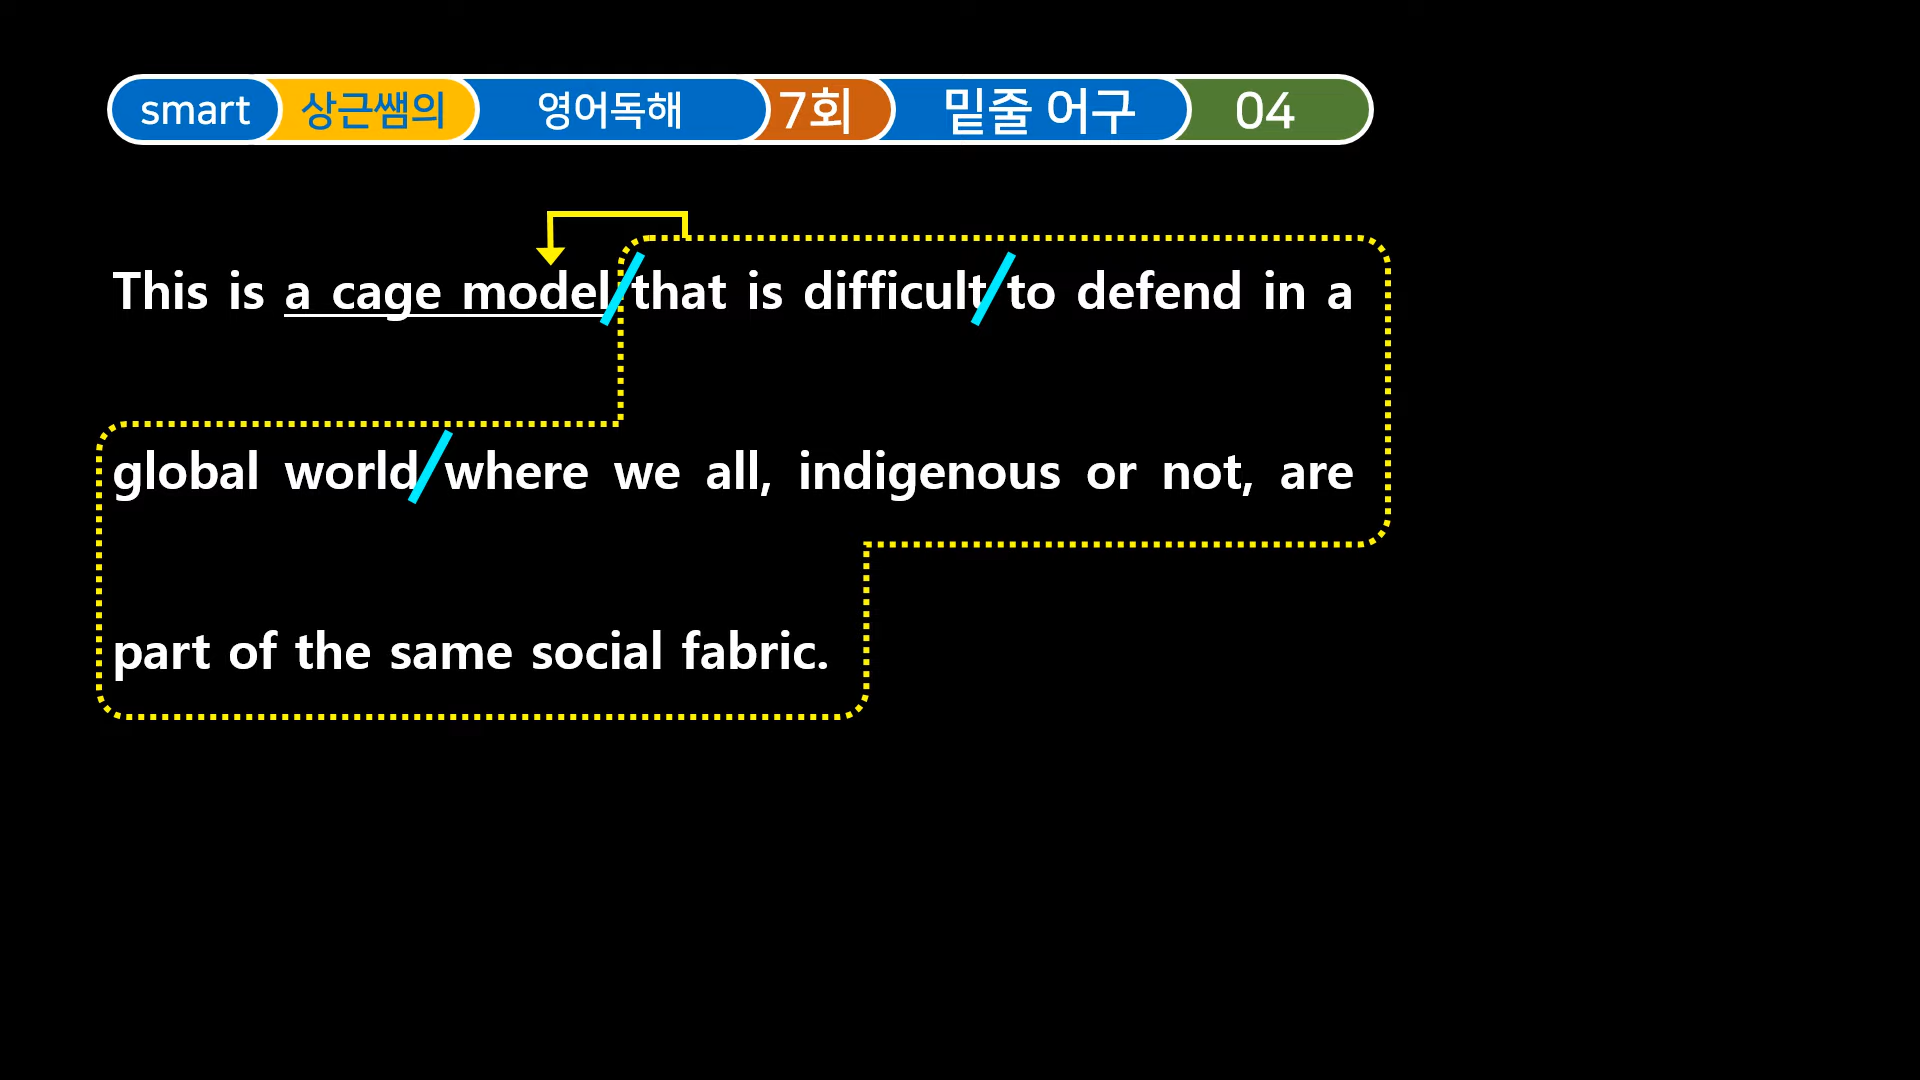 smart 상근쌤의 영어독해 7회 밑줄 어구 04
This is a cage model that is difficult to defend in a
global world where we all, indigenous or not, are
part of the same social fabric.